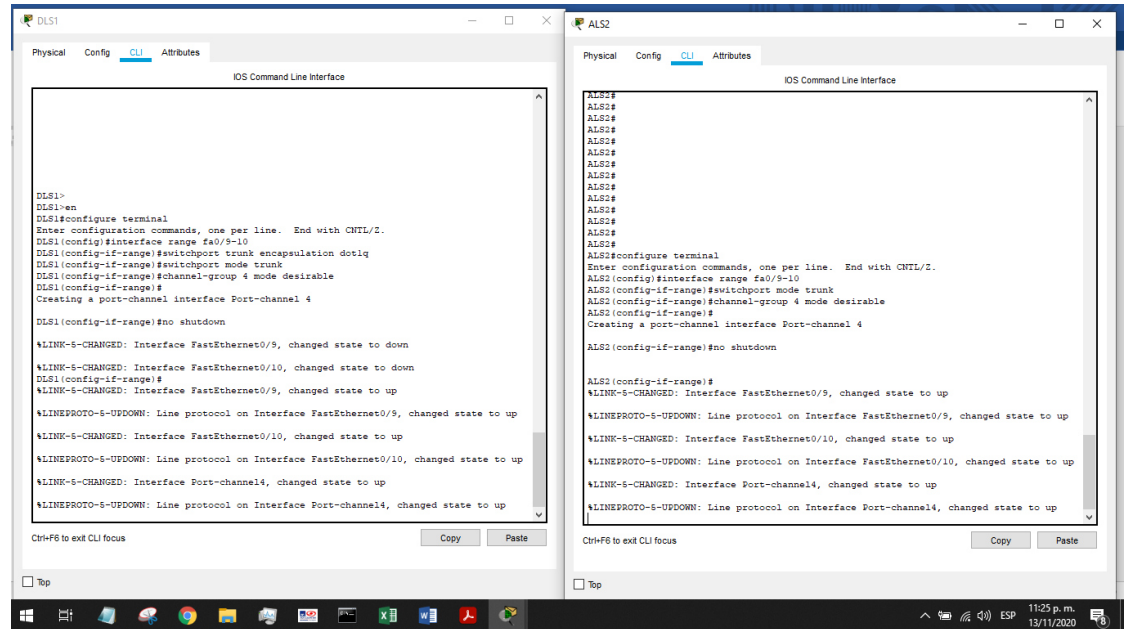 DLS1
Physical Config CLI Attributes
IOS Command Line Interface
DLS1>
DLS1>en
DLS1#configure terminal
Enter configuration commands, one per line. End with CNTL/Z.
DLS1(config)#interface range fa0/9-10
DLS1(config-if-range)#switchport trunk encapsulation dot1q
DLS1(config-if-range)#switchport mode trunk
DLS1(config-if-range)#channel-group 4 mode desirable
DLS1(config-if-range)#
Creating a port-channel interface Port-channel 4
DLS1(config-if-range)#no shutdown
%LINK-5-CHANGED: Interface FastEthernet0/9, changed state to down
%LINK-5-CHANGED: Interface FastEthernet0/10, changed state to down
DLS1(config-if-range)#
%LINK-5-CHANGED: Interface FastEthernet0/9, changed state to up
%LINEPROTO-5-UPDOWN: Line protocol on Interface FastEthernet0/9, changed state to up
%LINK-5-CHANGED: Interface FastEthernet0/10, changed state to up
%LINEPROTO-5-UPDOWN: Line protocol on Interface FastEthernet0/10, changed state to up
%LINK-5-CHANGED: Interface Port-channel4, changed state to up
%LINEPROTO-5-UPDOWN: Line protocol on Interface Port-channel4, changed state to up
Ctrl+F6 to exit CLI focus
Copy Paste
Top
ALS2
Physical Config CLI Attributes
IOS Command Line Interface
ALS2#
ALS2#
ALS2#
ALS2#
ALS2#
ALS2#
ALS2#
ALS2#
ALS2#
ALS2#
ALS2#
ALS2#
ALS2#
ALS2#
ALS2#configure terminal
Enter configuration commands, one per line. End with CNTL/Z.
ALS2(config)#interface range fa0/9-10
ALS2(config-if-range)#switchport mode trunk
ALS2(config-if-range)#channel-group 4 mode desirable
ALS2(config-if-range)#
Creating a port-channel interface Port-channel 4
ALS2(config-if-range)#no shutdown
ALS2(config-if-range)#
%LINK-5-CHANGED: Interface FastEthernet0/9, changed state to up
%LINEPROTO-5-UPDOWN: Line protocol on Interface FastEthernet0/9, changed state to up
%LINK-5-CHANGED: Interface FastEthernet0/10, changed state to up
%LINEPROTO-5-UPDOWN: Line protocol on Interface FastEthernet0/10, changed state to up
%LINK-5-CHANGED: Interface Port-channel4, changed state to up
%LINEPROTO-5-UPDOWN: Line protocol on Interface Port-channel4, changed state to up
Ctrl+F6 to exit CLI focus
Copy Paste
Top
ESP
11:25 p. m.
13/11/2020
8